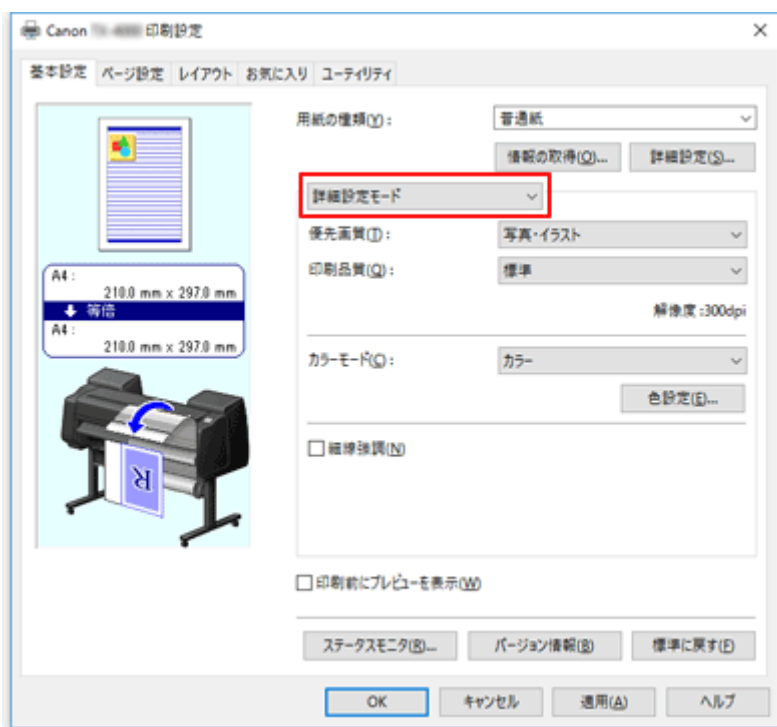 Canon 印刷設定
基本設定 ページ設定 レイアウト お気に入り ユーティリティ
用紙の種類(Y): 普通紙
情報の取得(O)... 詳細設定(S)...
詳細設定モード
優先画質(T): 写真・イラスト
印刷品質(Q): 標準
解像度:300dpi
カラーモード(C): カラー
色設定(E)...
細線強調(N)
A4:
210.0 mm x 297.0 mm
等倍
A4:
210.0 mm x 297.0 mm
R
印刷前にプレビューを表示(W)
ステータスモニタ(R)... バージョン情報(B) 標準に戻す(F)
OK キャンセル 適用(A) ヘルプ